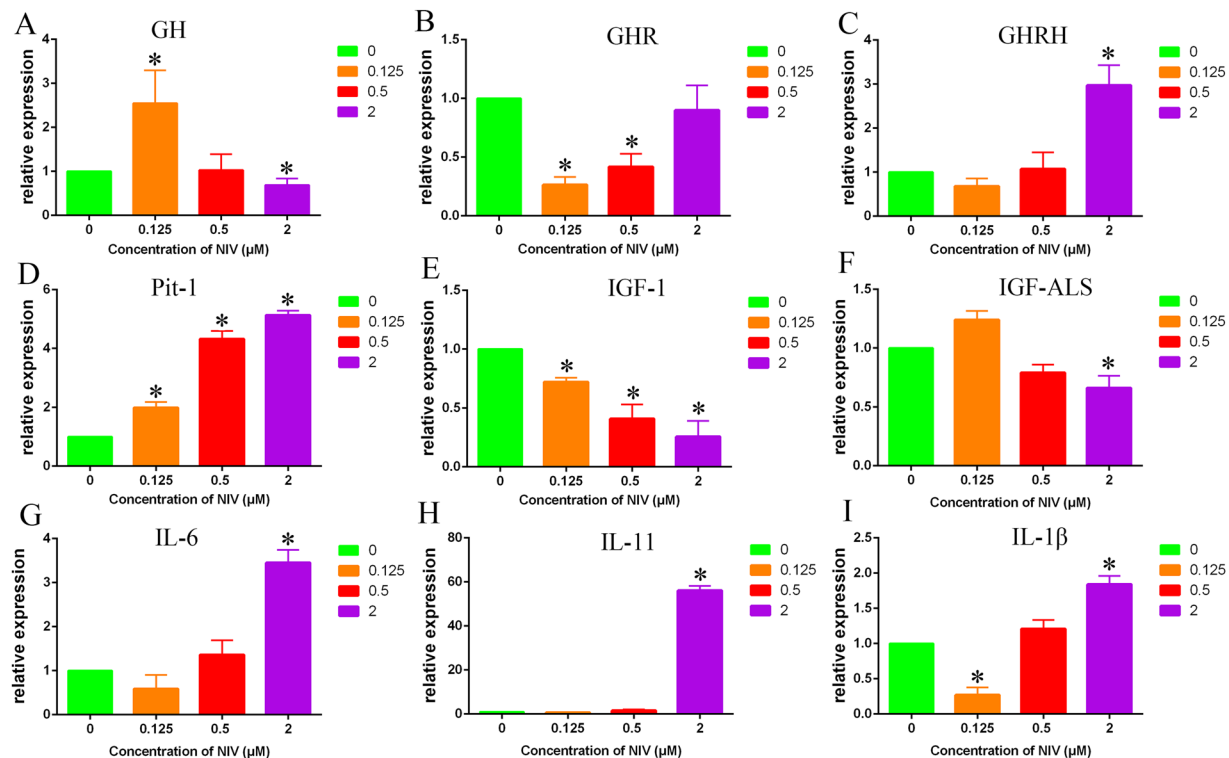 A
GH
relative expression
4
3
2
1
0
*
*
0
0.125
0.5
2
0 0.125 0.5 2
Concentration of NIV (µM)
B
GHR
relative expression
1.5
1.0
0.5
0.0
*
*
0
0.125
0.5
2
0 0.125 0.5 2
Concentration of NIV (µM)
C
GHRH
relative expression
4
3
2
1
0
*
0
0.125
0.5
2
0 0.125 0.5 2
Concentration of NIV (µM)
D
Pit-1
relative expression
6
4
2
0
*
*
*
0
0.125
0.5
2
0 0.125 0.5 2
Concentration of NIV (µM)
E
IGF-1
relative expression
1.5
1.0
0.5
0.0
*
*
*
0
0.125
0.5
2
0 0.125 0.5 2
Concentration of NIV (µM)
F
IGF-ALS
relative expression
1.5
1.0
0.5
0.0
*
0
0.125
0.5
2
0 0.125 0.5 2
Concentration of NIV (µM)
G
IL-6
relative expression
4
3
2
1
0
*
0
0.125
0.5
2
0 0.125 0.5 2
Concentration of NIV (µM)
H
IL-11
relative expression
80
60
40
20
0
*
0
0.125
0.5
2
0 0.125 0.5 2
Concentration of NIV (µM)
I
IL-1β
relative expression
2.5
2.0
1.5
1.0
0.5
0.0
*
*
0
0.125
0.5
2
0 0.125 0.5 2
Concentration of NIV (µM)